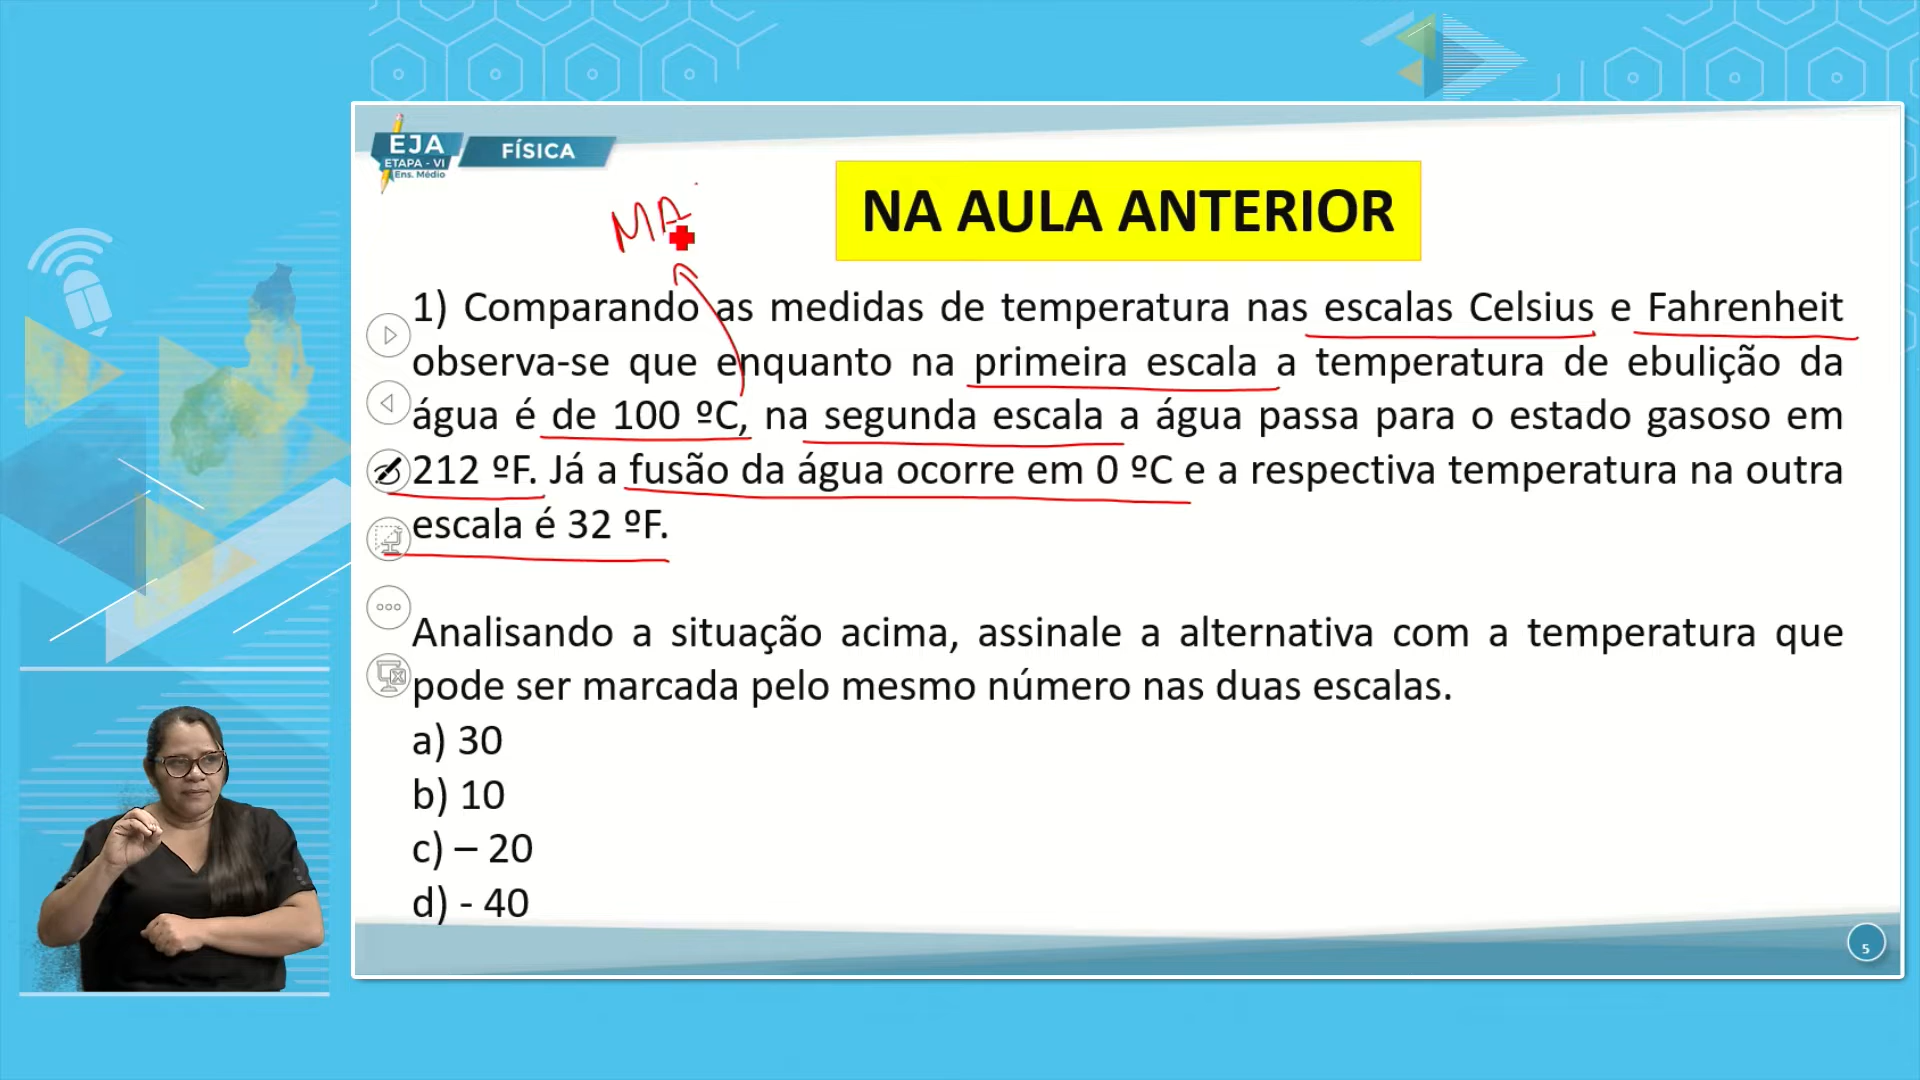 EJA
ETAPA - VI
Ens. Médio
FÍSICA
NA AULA ANTERIOR
MA
1) Comparando as medidas de temperatura nas escalas Celsius e Fahrenheit
observa-se que enquanto na primeira escala a temperatura de ebulição da
água é de 100 ºC, na segunda escala a água passa para o estado gasoso em
212 ºF. Já a fusão da água ocorre em 0 ºC e a respectiva temperatura na outra
escala é 32 ºF.
Analisando a situação acima, assinale a alternativa com a temperatura que
pode ser marcada pelo mesmo número nas duas escalas.
a) 30
b) 10
c) – 20
d) - 40
5